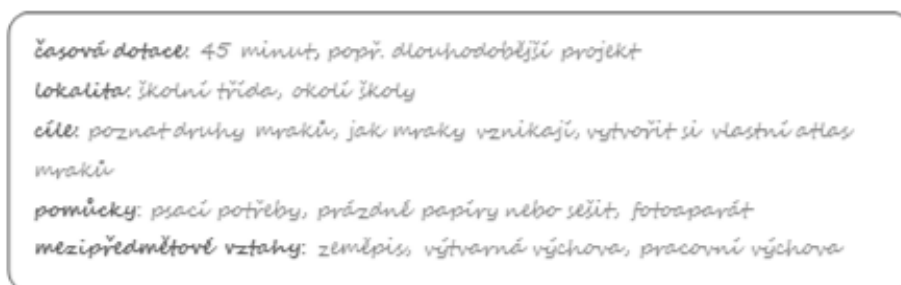 časová dotace: 45 minut, popř. dlouhodobější projekt
lokalita: školní třída, okolí školy
cíle: poznat druhy mraků, jak mraky vznikají, vytvořit si vlastní atlas
mraků
pomůcky: psací potřeby, prázdné papíry nebo sešit, fotoaparát
mezipředmětové vztahy: zeměpis, výtvarná výchova, pracovní výchova